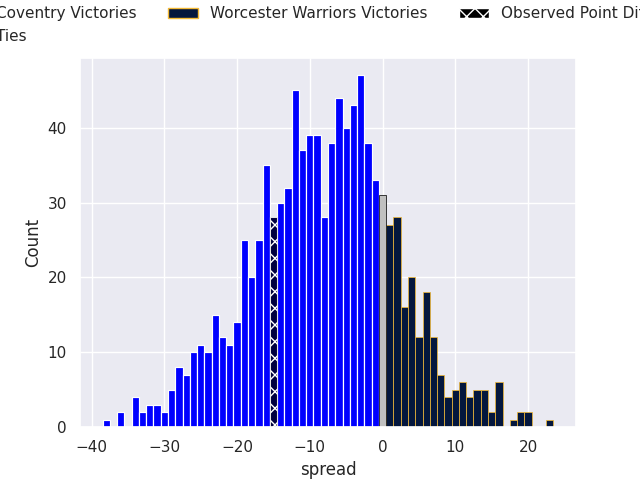 Coventry Victories Worcester Warriors Victories Observed Point Di
Ties
40
30
20
10
0
Count
−40 −30 −20 −10 0 10 20
spread